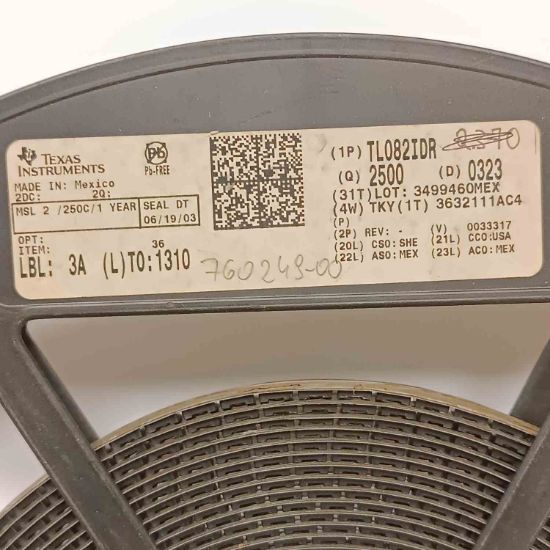 TEXAS
INSTRUMENTS
Pb
Pb-FREE
MADE IN: Mexico
2DC: 2Q:
MSL 2 /250C/1 YEAR
SEAL DT
06/19/03
OPT:
ITEM: 36
LBL: 3A (L)TO:1310
760249-00
(1P) TL082IDR
(Q) 2500 (D) 0323
(31T)LOT: 3499460MEX
(4W) TKY(1T) 3632111AC4
(P)
(2P) REV: - (V) 0033317
(20L) CSO:SHE (21L) CCO:USA
(22L) ASO:MEX (23L) ACO:MEX